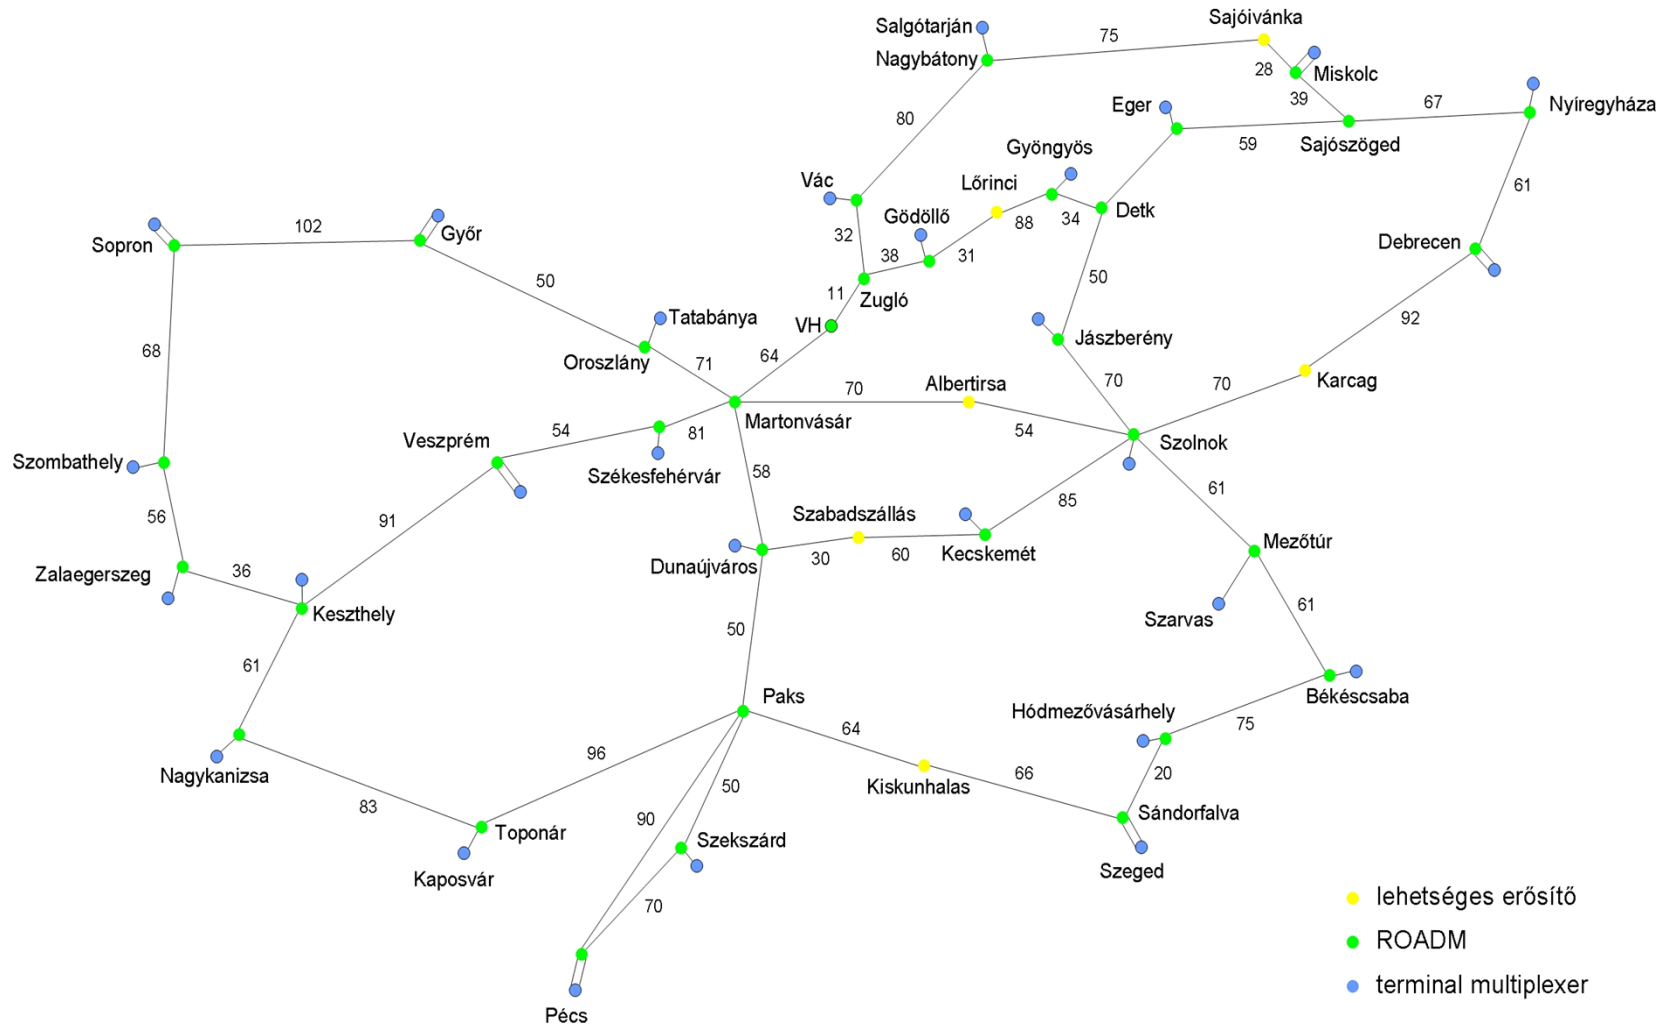 Sajóivánka
Salgótarján
75
Nagybátony
28
Miskolc
Eger
39
67
Nyíregyháza
80
59
Sajószöged
Gyöngyös
Vác
Lőrinci
61
Gödöllő
88
34
Detk
102
Győr
Sopron
32
38
31
Debrecen
50
Zugló
50
11
Tatabánya
VH
92
Jászberény
68
Oroszlány
71
64
70
Albertirsa
70
70
Karcag
Veszprém
54
81
Martonvásár
54
Szolnok
Szombathely
Székesfehérvár
58
61
91
85
56
Szabadszállás
Mezőtúr
Zalaegerszeg
36
Dunaújváros
30
60
Kecskemét
Keszthely
Szarvas
61
50
61
Paks
Békéscsaba
Hódmezővásárhely
64
75
Nagykanizsa
96
50
Kiskunhalas
66
20
83
90
Sándorfalva
Toponár
Szekszárd
Kaposvár
Szeged
70
Pécs
lehetséges erősítő
ROADM
terminal multiplexer